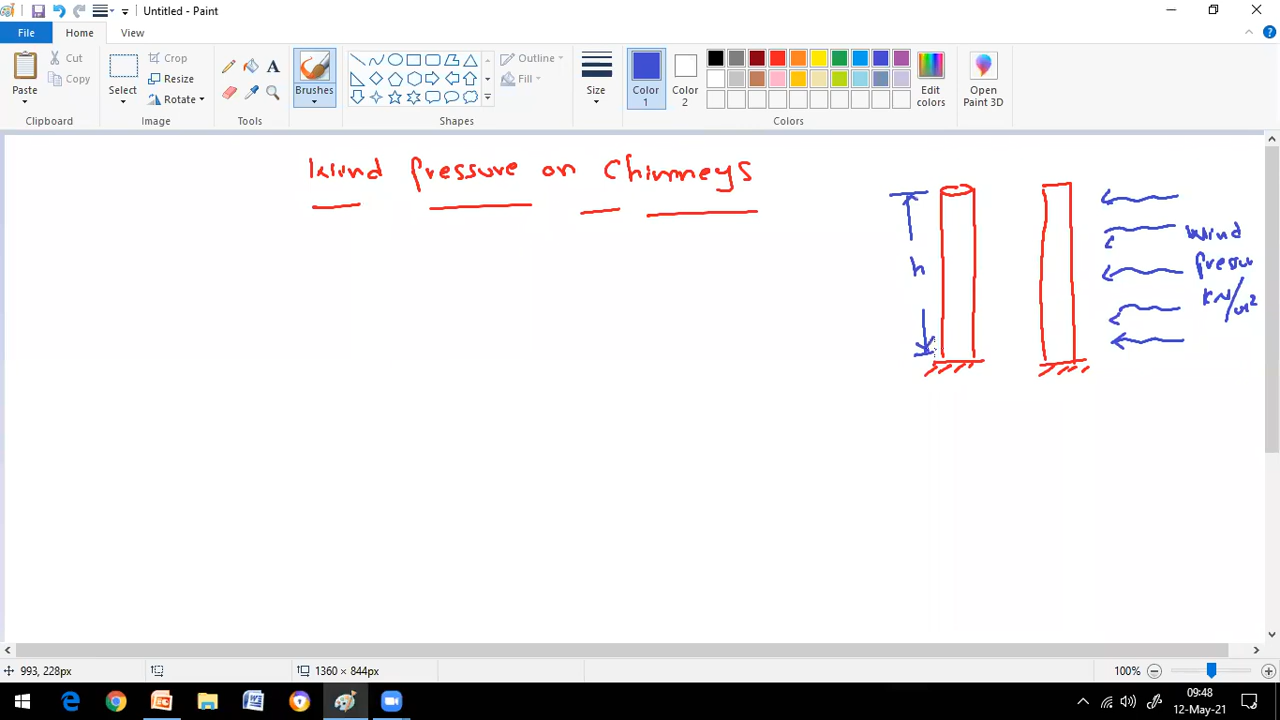 Untitled - Paint
File Home View
Paste Cut Copy Clipboard
Select Crop Resize Rotate Image
Tools
Brushes
Shapes Outline Fill
Size
Color 1 Color 2
Colors Edit colors Open Paint 3D
Wind Pressure on Chimneys
h
Wind
pressu
kN/m²
993, 228px
1360 × 844px
100%
09:48
12-May-21